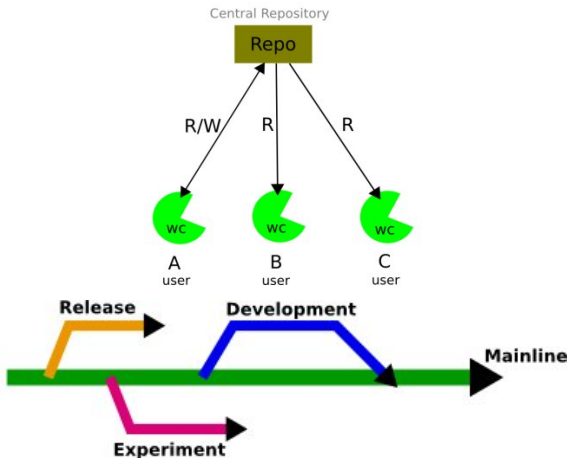 Central Repository
Repo
R/W R R
wc wc wc
A B C
user user user
Release Development
Mainline
Experiment